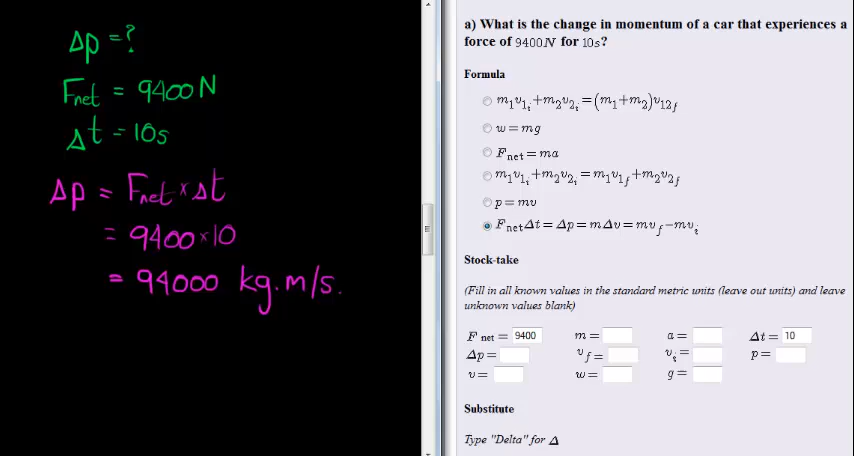 Δp = ?
Fnet = 9400 N
Δt = 10s
Δp = Fnet × Δt
= 9400 × 10
= 94000 kg.m/s.
a) What is the change in momentum of a car that experiences a
force of 9400N for 10s?
Formula
m₁v₁ᵢ+m₂v₂ᵢ=(m₁+m₂)v₁₂f
w=mg
Fnet=ma
m₁v₁ᵢ+m₂v₂ᵢ=m₁v₁f+m₂v₂f
p=mv
FnetΔt=Δp=mΔv=mvf−mvᵢ
Stock-take
(Fill in all known values in the standard metric units (leave out units) and leave
unknown values blank)
F net = 9400 m= a= Δt= 10
Δp= vf= vᵢ= p=
v= w= g=
Substitute
Type "Delta" for Δ